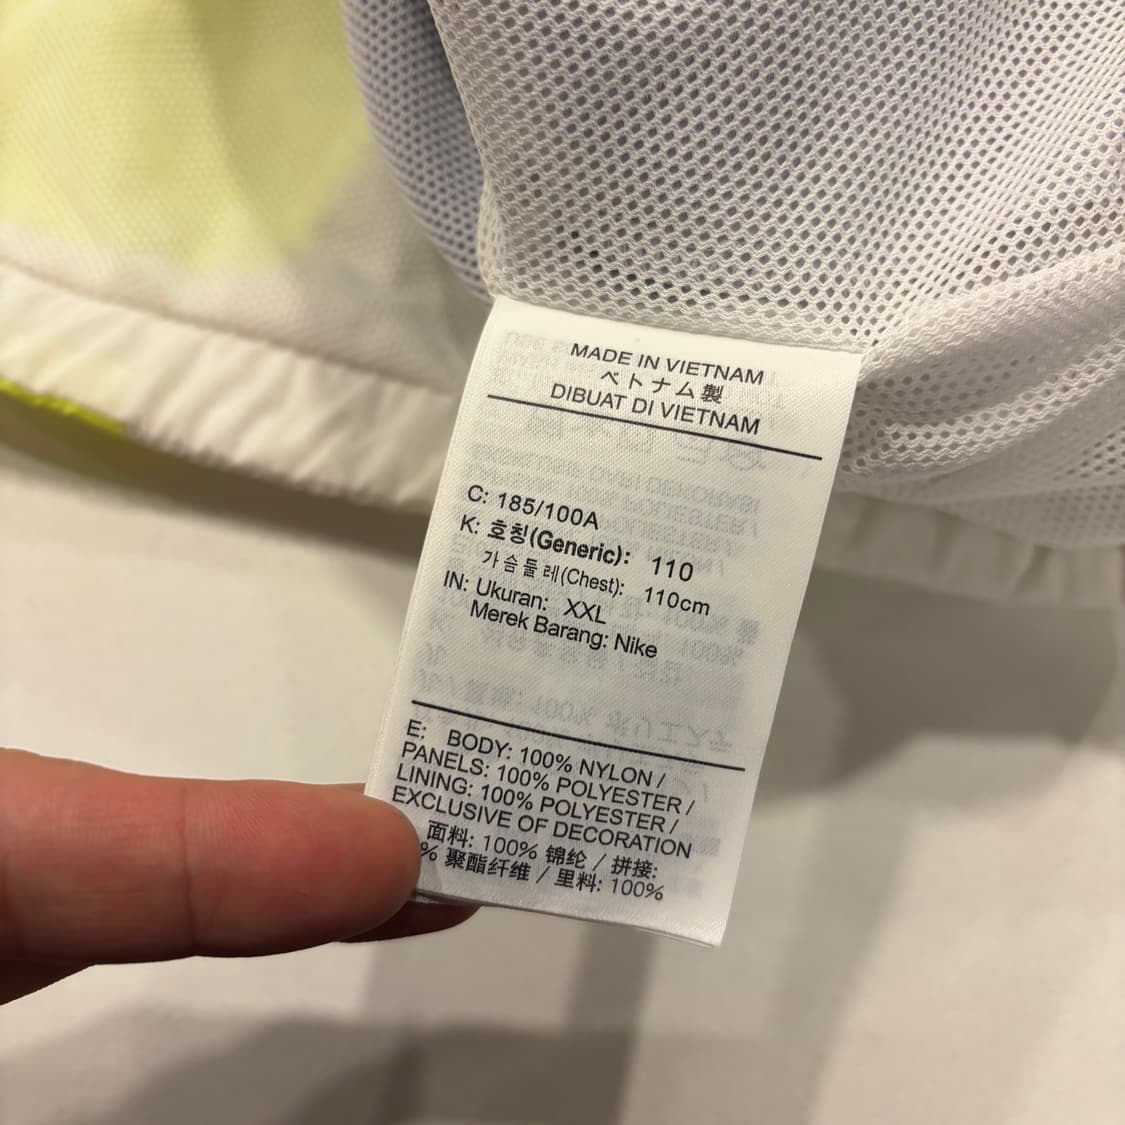 MADE IN VIETNAM
ベトナム製
DIBUAT DI VIETNAM
C: 185/100A
K: 호칭(Generic): 110
가슴둘레(Chest): 110cm
IN: Ukuran: XXL
Merek Barang: Nike
E: BODY: 100% NYLON /
PANELS: 100% POLYESTER /
LINING: 100% POLYESTER /
EXCLUSIVE OF DECORATION
面料: 100% 锦纶 / 拼接:
% 聚酯纤维 / 里料: 100%